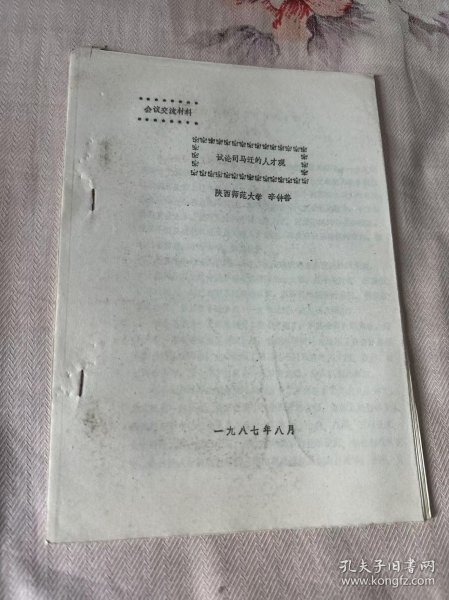 会议交流材料
试论司马迁的人才观
陕西师范大学
一九八七年八月
孔夫子旧书网
www.kongfz.com